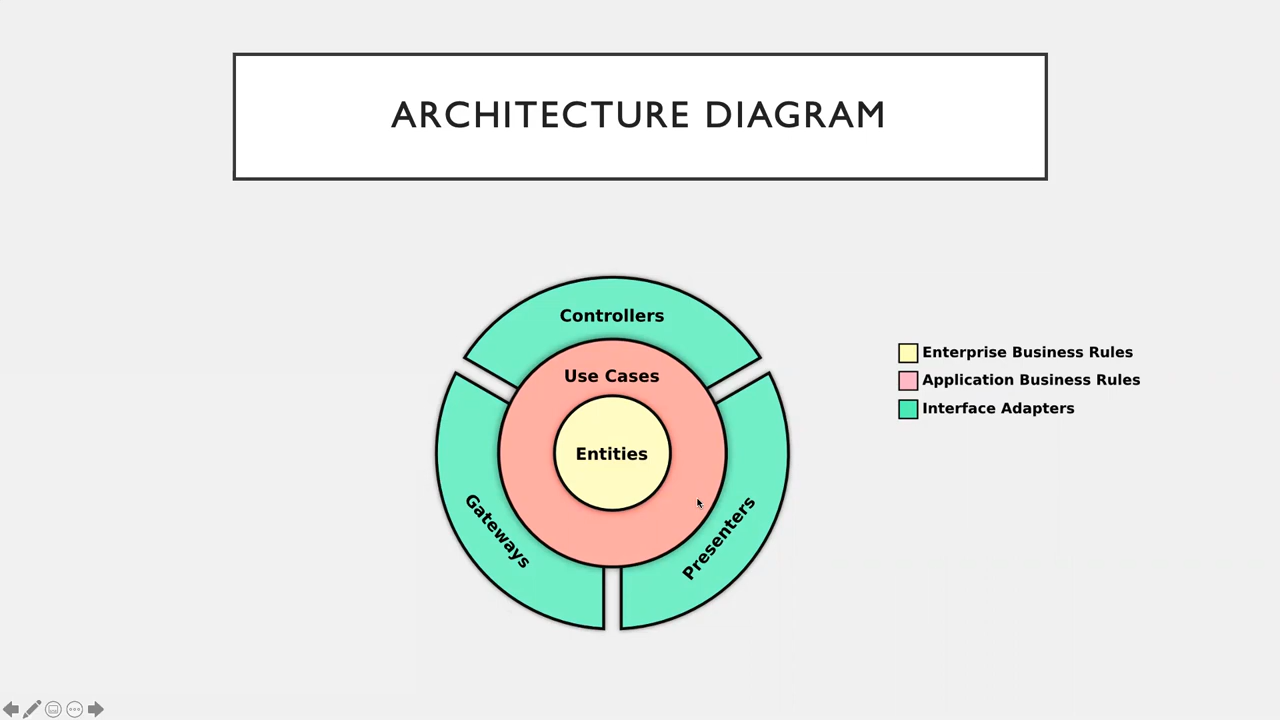 ARCHITECTURE DIAGRAM
Controllers
Use Cases
Entities
Gateways
Presenters
Enterprise Business Rules
Application Business Rules
Interface Adapters